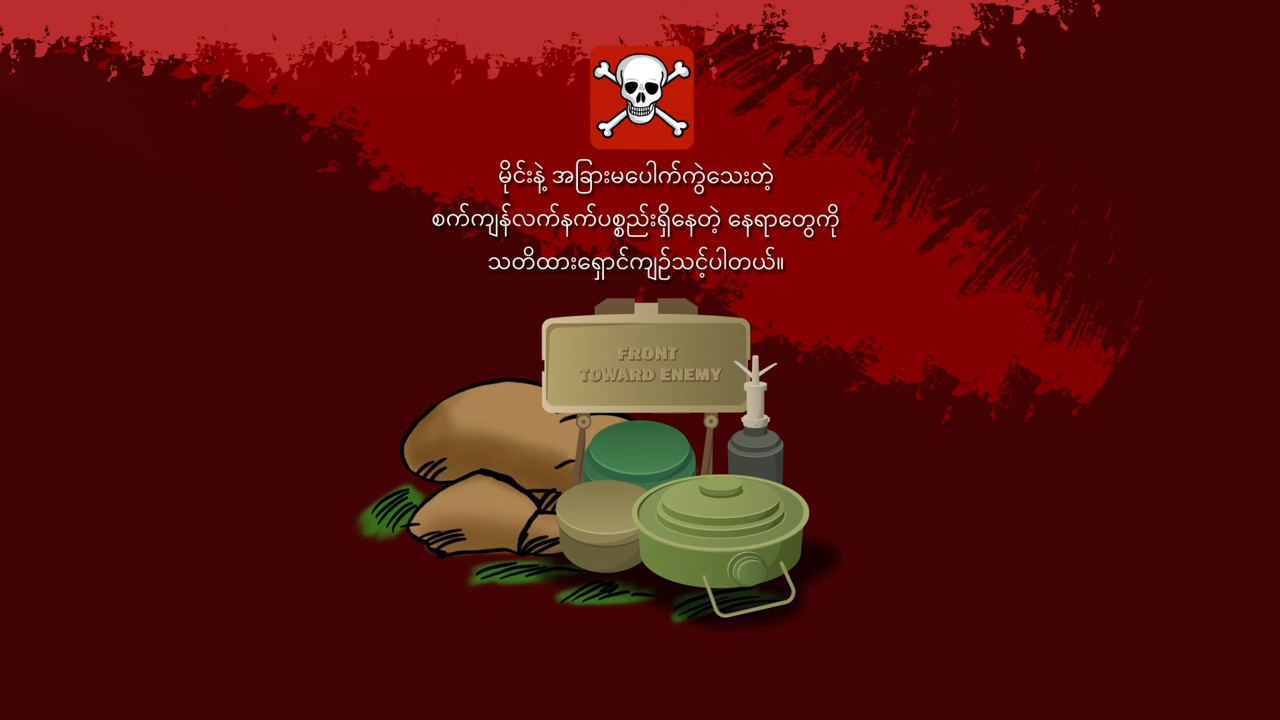 မိုင်းနဲ့ အခြားမပေါက်ကွဲသေးတဲ့
စက်ကျန်လက်နက်ပစ္စည်းရှိနေတဲ့ နေရာတွေကို
သတိထားရှောင်ကျဉ်သင့်ပါတယ်။
FRONT
TOWARD ENEMY